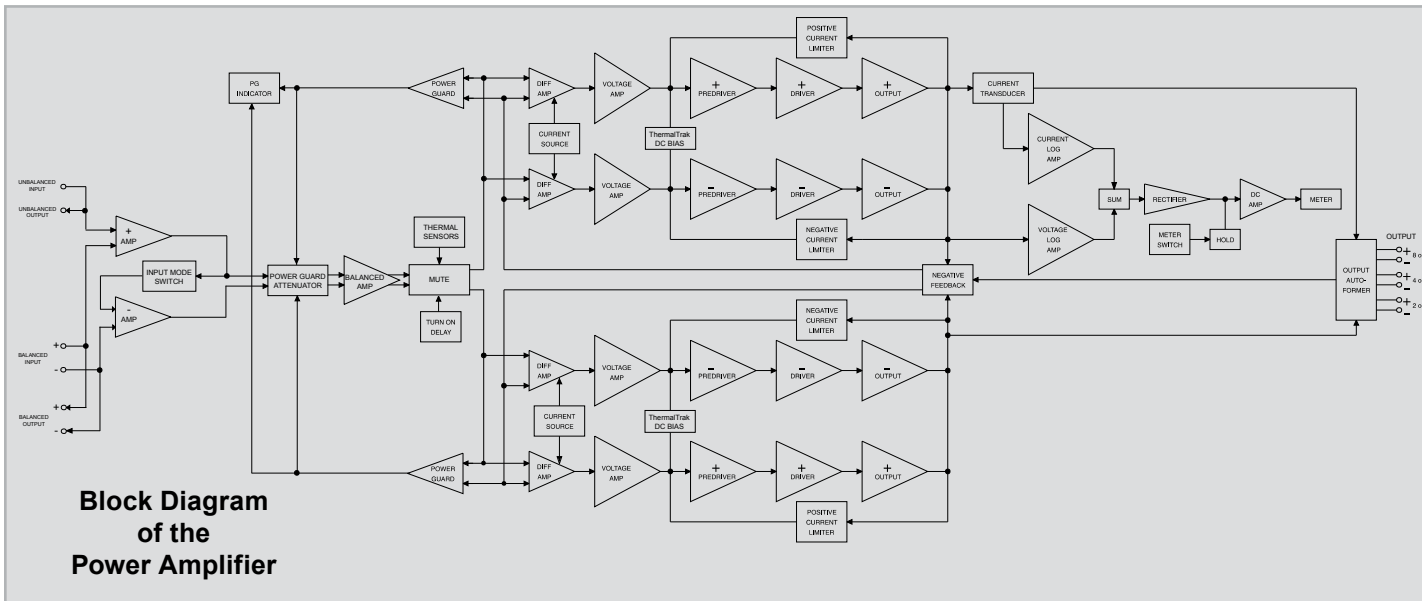 POSITIVE
CURRENT
LIMITER
PG
INDICATOR
POWER
GUARD
DIFF
AMP
VOLTAGE
AMP
+
PREDRIVER
+
DRIVER
+
OUTPUT
CURRENT
TRANSDUCER
CURRENT
SOURCE
ThermalTrak
DC BIAS
CURRENT
LOG
AMP
UNBALANCED
INPUT
UNBALANCED
OUTPUT
DIFF
AMP
VOLTAGE
AMP
-
PREDRIVER
-
DRIVER
-
OUTPUT
SUM
RECTIFIER
DC
AMP
METER
+
AMP
THERMAL
SENSORS
NEGATIVE
CURRENT
LIMITER
VOLTAGE
LOG
AMP
METER
SWITCH
HOLD
INPUT MODE
SWITCH
POWER GUARD
ATTENUATOR
BALANCED
AMP
MUTE
NEGATIVE
FEEDBACK
OUTPUT
AUTO-
FORMER
OUTPUT
+
- 8 o
+
- 4 o
+
- 2 o
-
AMP
TURN ON
DELAY
NEGATIVE
CURRENT
LIMITER
+
BALANCED
INPUT
-
+
BALANCED
OUTPUT
-
DIFF
AMP
VOLTAGE
AMP
-
PREDRIVER
-
DRIVER
-
OUTPUT
CURRENT
SOURCE
ThermalTrak
DC BIAS
POWER
GUARD
DIFF
AMP
VOLTAGE
AMP
+
PREDRIVER
+
DRIVER
+
OUTPUT
POSITIVE
CURRENT
LIMITER
Block Diagram
of the
Power Amplifier